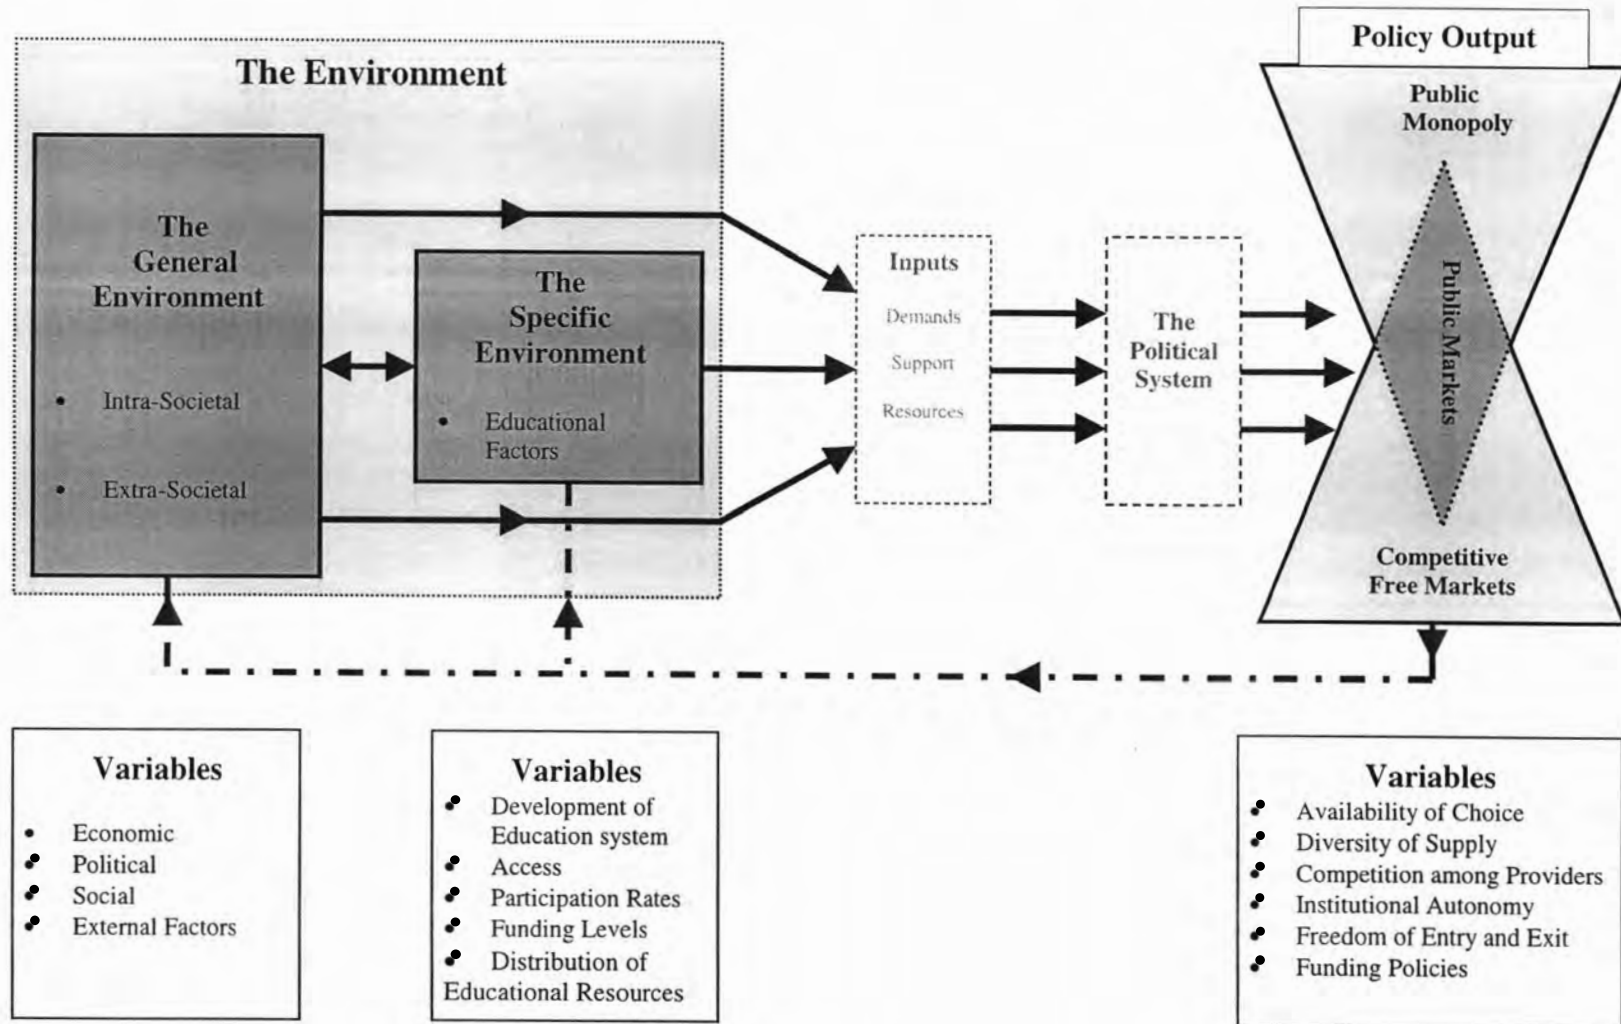 The Environment
The
General
Environment
• Intra-Societal
• Extra-Societal
The
Specific
Environment
• Educational
Factors
Inputs
Demands
Support
Resources
The
Political
System
Policy Output
Public
Monopoly
Public Markets
Competitive
Free Markets
Variables
• Economic
• Political
• Social
• External Factors
Variables
• Development of
Education system
• Access
• Participation Rates
• Funding Levels
• Distribution of
Educational Resources
Variables
• Availability of Choice
• Diversity of Supply
• Competition among Providers
• Institutional Autonomy
• Freedom of Entry and Exit
• Funding Policies